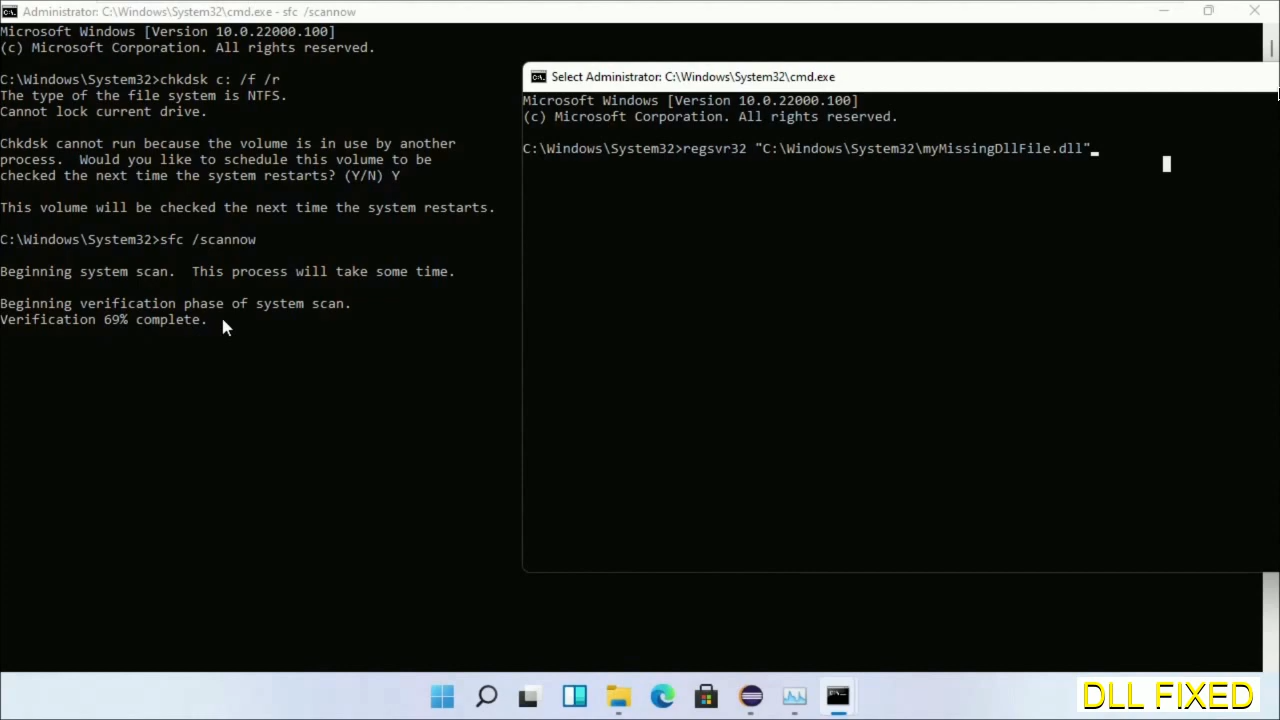 Administrator: C:\Windows\System32\cmd.exe - sfc /scannow
Microsoft Windows [Version 10.0.22000.100]
(c) Microsoft Corporation. All rights reserved.
C:\Windows\System32>chkdsk c: /f /r
The type of the file system is NTFS.
Cannot lock current drive.
Chkdsk cannot run because the volume is in use by another
process.  Would you like to schedule this volume to be
checked the next time the system restarts? (Y/N) Y
This volume will be checked the next time the system restarts.
C:\Windows\System32>sfc /scannow
Beginning system scan.  This process will take some time.
Beginning verification phase of system scan.
Verification 69% complete.
Select Administrator: C:\Windows\System32\cmd.exe
Microsoft Windows [Version 10.0.22000.100]
(c) Microsoft Corporation. All rights reserved.
C:\Windows\System32>regsvr32 "C:\Windows\System32\myMissingDllFile.dll"
DLL FIXED